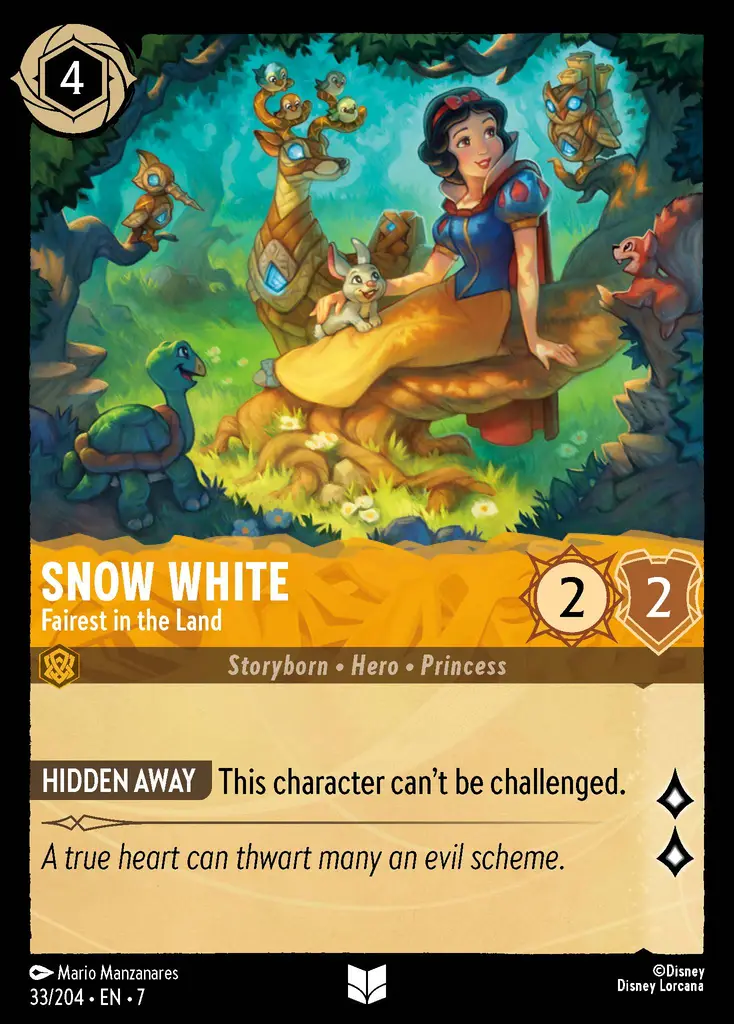 4
SNOW WHITE
Fairest in the Land
2
2
Storyborn • Hero • Princess
HIDDEN AWAY This character can't be challenged.
A true heart can thwart many an evil scheme.
Mario Manzanares
33/204 • EN • 7
©Disney
Disney Lorcana